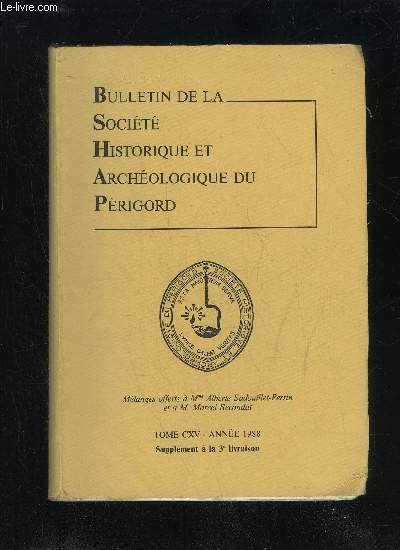 Le-livre.com
BULLETIN DE LA
SOCIÉTÉ
HISTORIQUE ET
ARCHÉOLOGIQUE DU
PÉRIGORD
Mélanges offerts à Mme Alberte Sadouillet-Perrin
et à M. Marcel Secondat
TOME CXV - ANNÉE 1988
Supplément à la 3e livraison